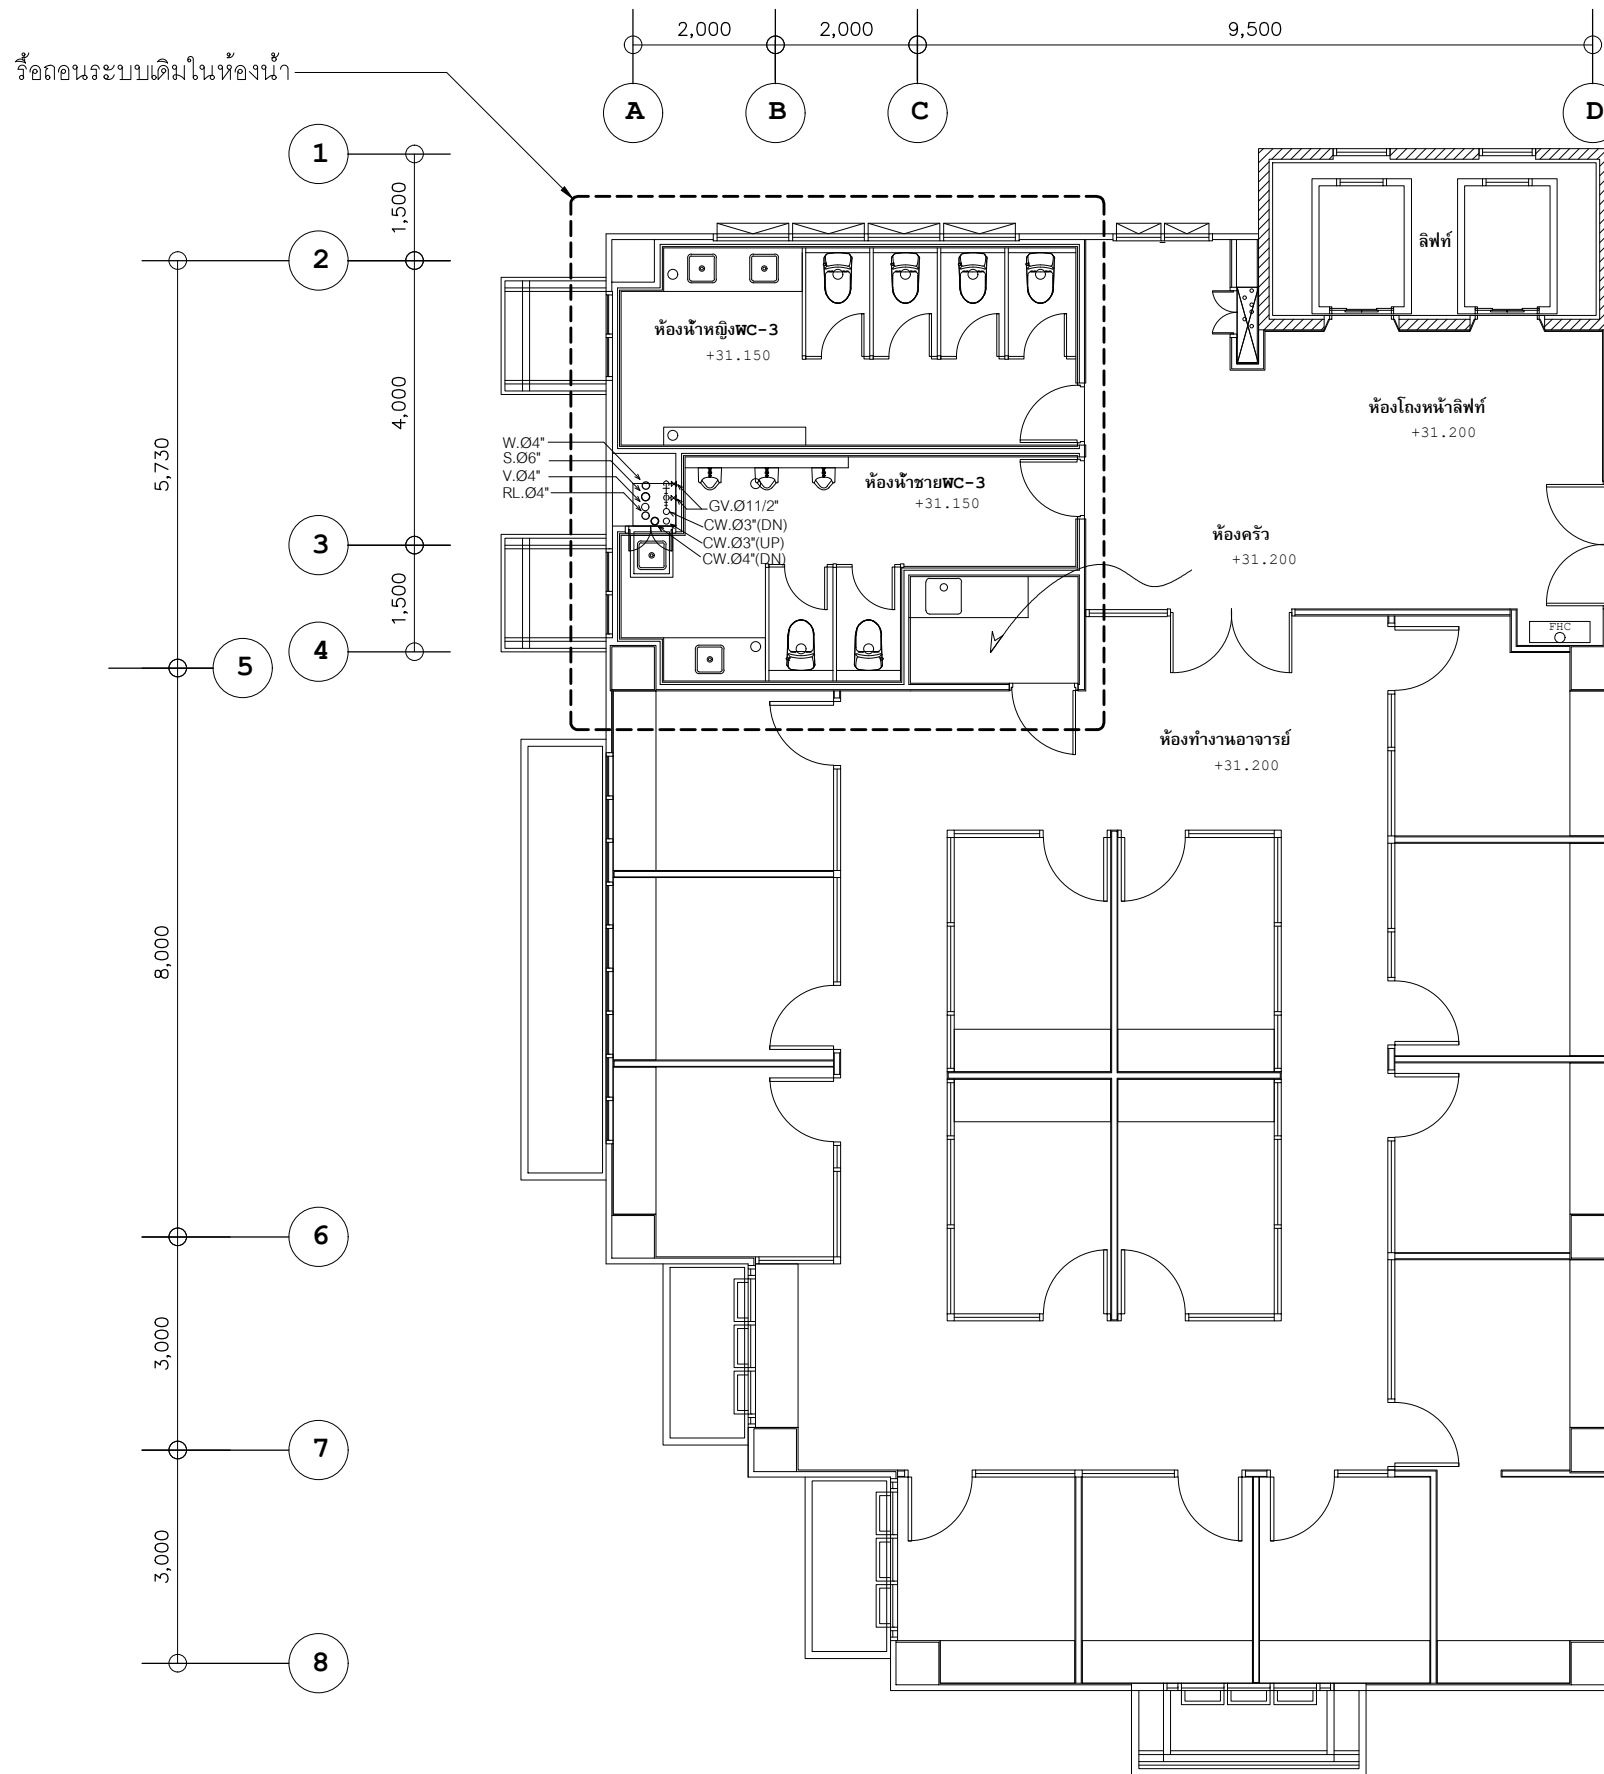 2,000
2,000
9,500
รื้อถอนระบบเดิมในห้องน้ำ
A
B
C
D
1
1,500
2
ลิฟท์
ห้องน้ำหญิงWC-3
+31.150
4,000
5,730
ห้องโถงหน้าลิฟท์
+31.200
W.Ø4"
S.Ø6"
V.Ø4"
RL.Ø4"
ห้องน้ำชายWC-3
+31.150
GV.Ø11/2"
CW.Ø3"(DN)
CW.Ø3"(UP)
CW.Ø4"(DN)
ห้องครัว
+31.200
3
1,500
FHC
4
5
ห้องทำงานอาจารย์
+31.200
8,000
6
3,000
7
3,000
8